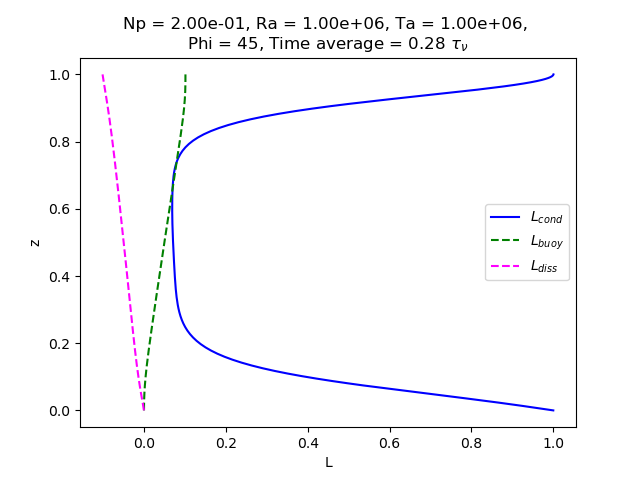 Np = 2.00e-01, Ra = 1.00e+06, Ta = 1.00e+06,
Phi = 45, Time average = 0.28 τν
1.0
0.8
0.6
0.4
0.2
0.0
z
Lcond
Lbuoy
Ldiss
0.0 0.2 0.4 0.6 0.8 1.0
L